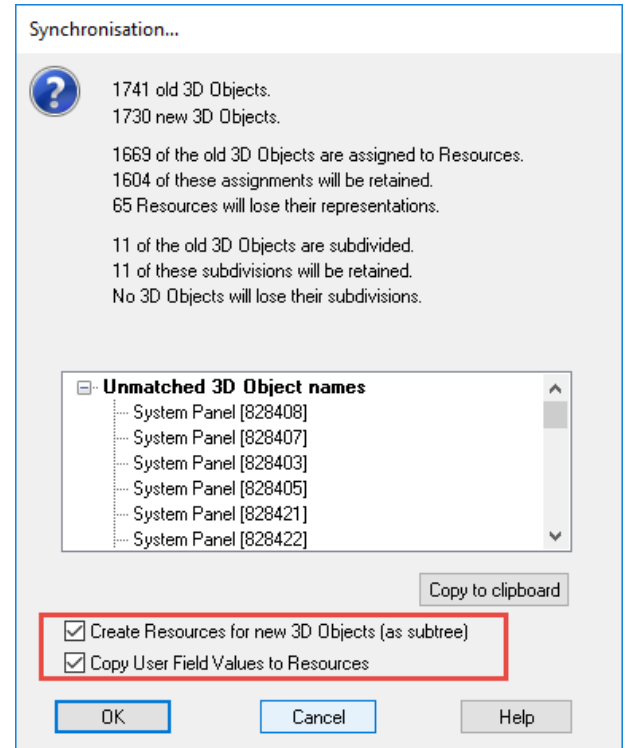 Synchronisation...
1741 old 3D Objects.
1730 new 3D Objects.
1669 of the old 3D Objects are assigned to Resources.
1604 of these assignments will be retained.
65 Resources will lose their representations.
11 of the old 3D Objects are subdivided.
11 of these subdivisions will be retained.
No 3D Objects will lose their subdivisions.
Unmatched 3D Object names
System Panel [828408]
System Panel [828407]
System Panel [828403]
System Panel [828405]
System Panel [828421]
System Panel [828422]
Copy to clipboard
Create Resources for new 3D Objects (as subtree)
Copy User Field Values to Resources
OK Cancel Help